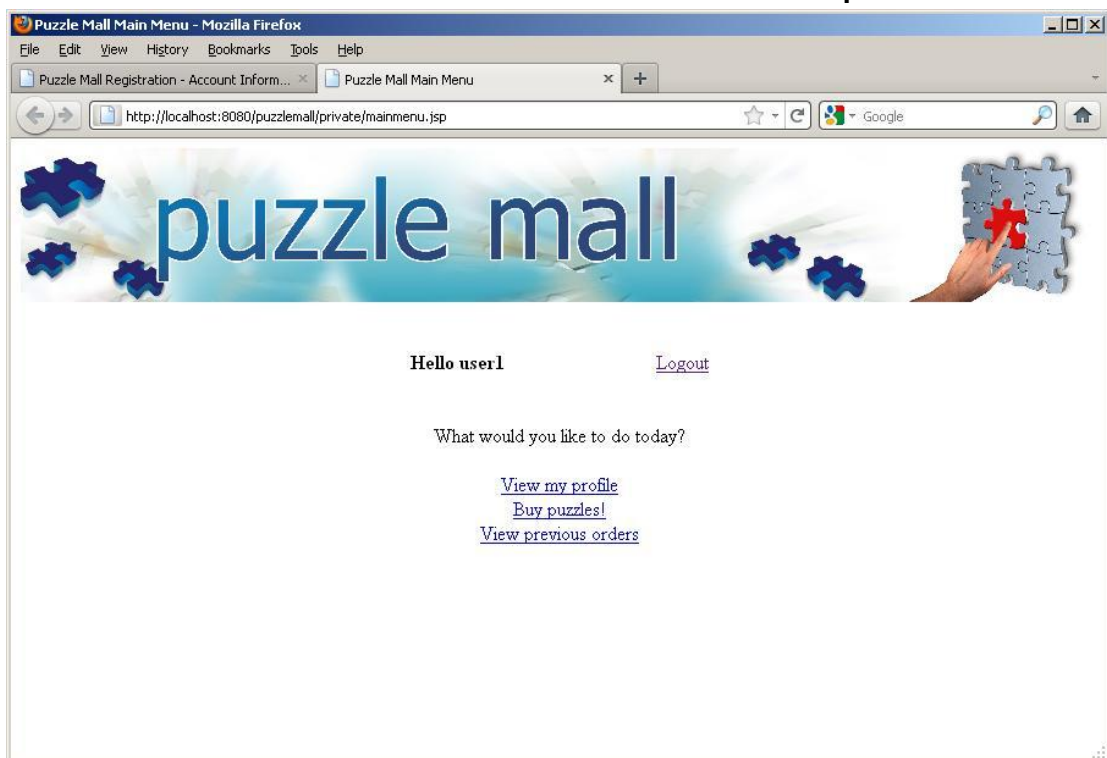 Puzzle Mall Main Menu - Mozilla Firefox
File Edit View History Bookmarks Tools Help
Puzzle Mall Registration - Account Inform... Puzzle Mall Main Menu
http://localhost:8080/puzzlemall/private/mainmenu.jsp Google
puzzle mall
Hello user1 Logout
What would you like to do today?
View my profile
Buy puzzles!
View previous orders